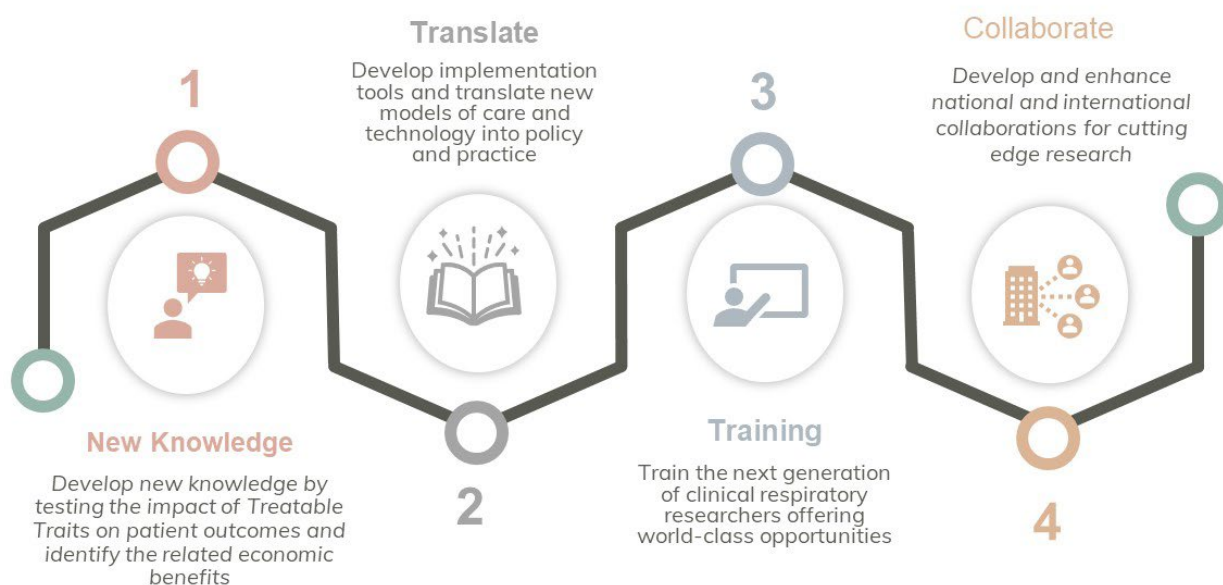 1
New Knowledge
Develop new knowledge by
testing the impact of Treatable
Traits on patient outcomes and
identify the related economic
benefits
Translate
Develop implementation
tools and translate new
models of care and
technology into policy
and practice
2
3
Training
Train the next generation
of clinical respiratory
researchers offering
world-class opportunities
Collaborate
Develop and enhance
national and international
collaborations for cutting
edge research
4